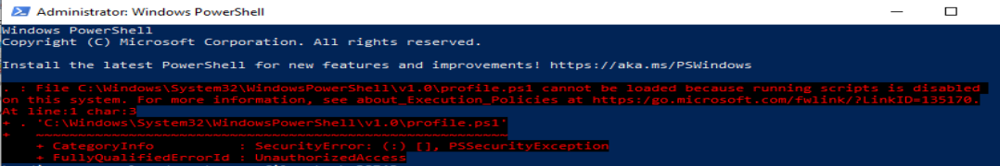 Administrator: Windows PowerShell
Windows PowerShell
Copyright (C) Microsoft Corporation. All rights reserved.
Install the latest PowerShell for new features and improvements! https://aka.ms/PSWindows
. : File C:\Windows\System32\WindowsPowerShell\v1.0\profile.ps1 cannot be loaded because running scripts is disabled
on this system. For more information, see about_Execution_Policies at https:/go.microsoft.com/fwlink/?LinkID=135170.
At line:1 char:3
+ . 'C:\Windows\System32\WindowsPowerShell\v1.0\profile.ps1'
+   ~~~~~~~~~~~~~~~~~~~~~~~~~~~~~~~~~~~~~~~~~~~~~~~~~~~~~~~
    + CategoryInfo          : SecurityError: (:) [], PSSecurityException
    + FullyQualifiedErrorId : UnauthorizedAccess